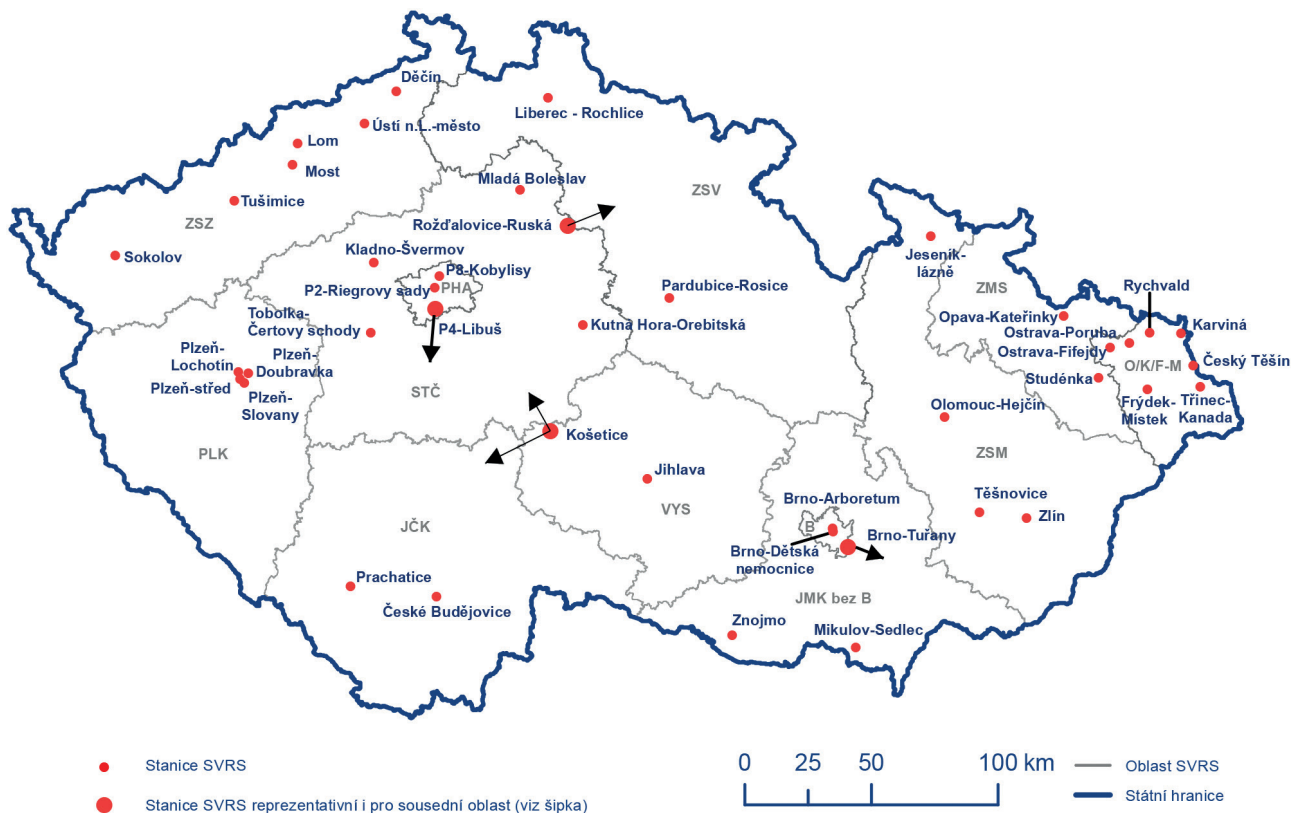 Děčín
Liberec - Rochlice
Ústí n.L.-město
Lom
Most
Mladá Boleslav
ZSV
Tušimice
ZSZ
Rožďalovice-Ruská
Jeseník-
lázně
Sokolov
Kladno-Švermov
P8-Kobylisy
PHA
P2-Riegrovy sady
Pardubice-Rosice
ZMS
Rychvald
Tobolka-
Čertovy schody
P4-Libuš
Kutná Hora-Orebitská
Opava-Kateřinky
Ostrava-Poruba
Karviná
Ostrava-Fifejdy
O/K/F-M
Český Těšín
Plzeň-
Lochotín
Plzeň-
Doubravka
Plzeň-střed
Plzeň-
Slovany
STČ
Studénka
Frýdek-
Místek
Třinec-
Kanada
Olomouc-Hejčín
Košetice
PLK
ZSM
Jihlava
Brno-Arboretum
Těšnovice
Zlín
VYS
JČK
B
Brno-Tuřany
Brno-Dětská
nemocnice
Prachatice
České Budějovice
JMK bez B
Znojmo
Mikulov-Sedlec
Stanice SVRS
Stanice SVRS reprezentativní i pro sousední oblast (viz šipka)
0 25 50 100 km
Oblast SVRS
Státní hranice